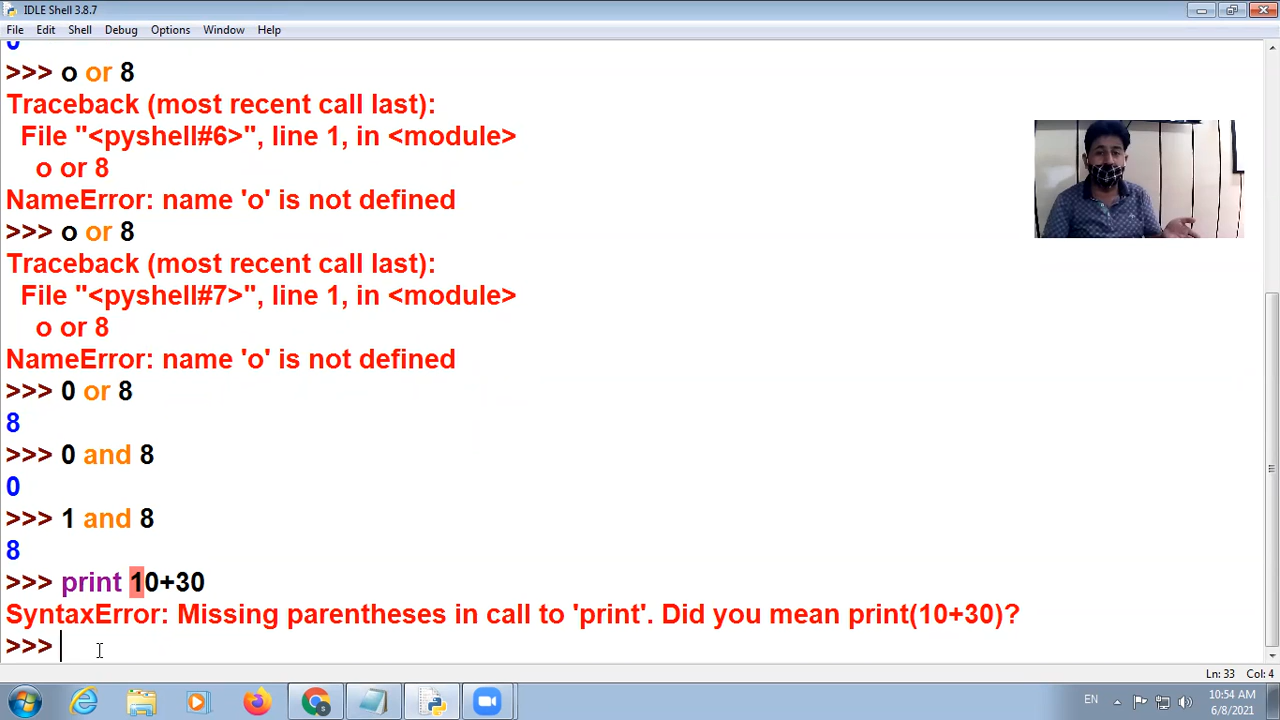 IDLE Shell 3.8.7
File Edit Shell Debug Options Window Help
0
>>> o or 8
Traceback (most recent call last):
  File "<pyshell#6>", line 1, in <module>
    o or 8
NameError: name 'o' is not defined
>>> o or 8
Traceback (most recent call last):
  File "<pyshell#7>", line 1, in <module>
    o or 8
NameError: name 'o' is not defined
>>> 0 or 8
8
>>> 0 and 8
0
>>> 1 and 8
8
>>> print 10+30
SyntaxError: Missing parentheses in call to 'print'. Did you mean print(10+30)?
>>>
Ln: 33 Col: 4
EN
10:54 AM
6/8/2021